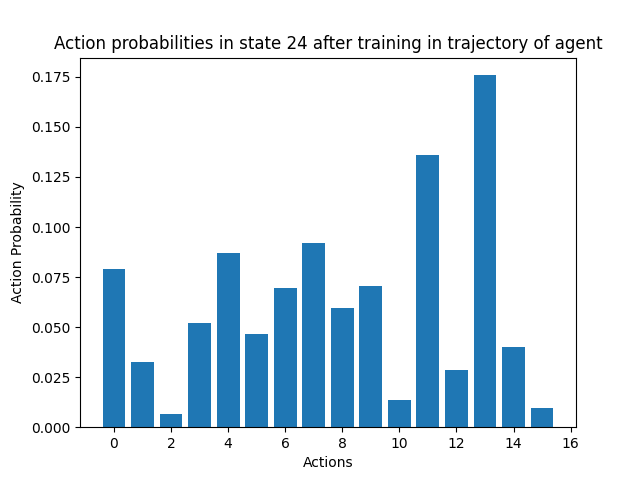 Action probabilities in state 24 after training in trajectory of agent
0.175
0.150
0.125
0.100
0.075
0.050
0.025
0.000
Action Probability
0 2 4 6 8 10 12 14 16
Actions